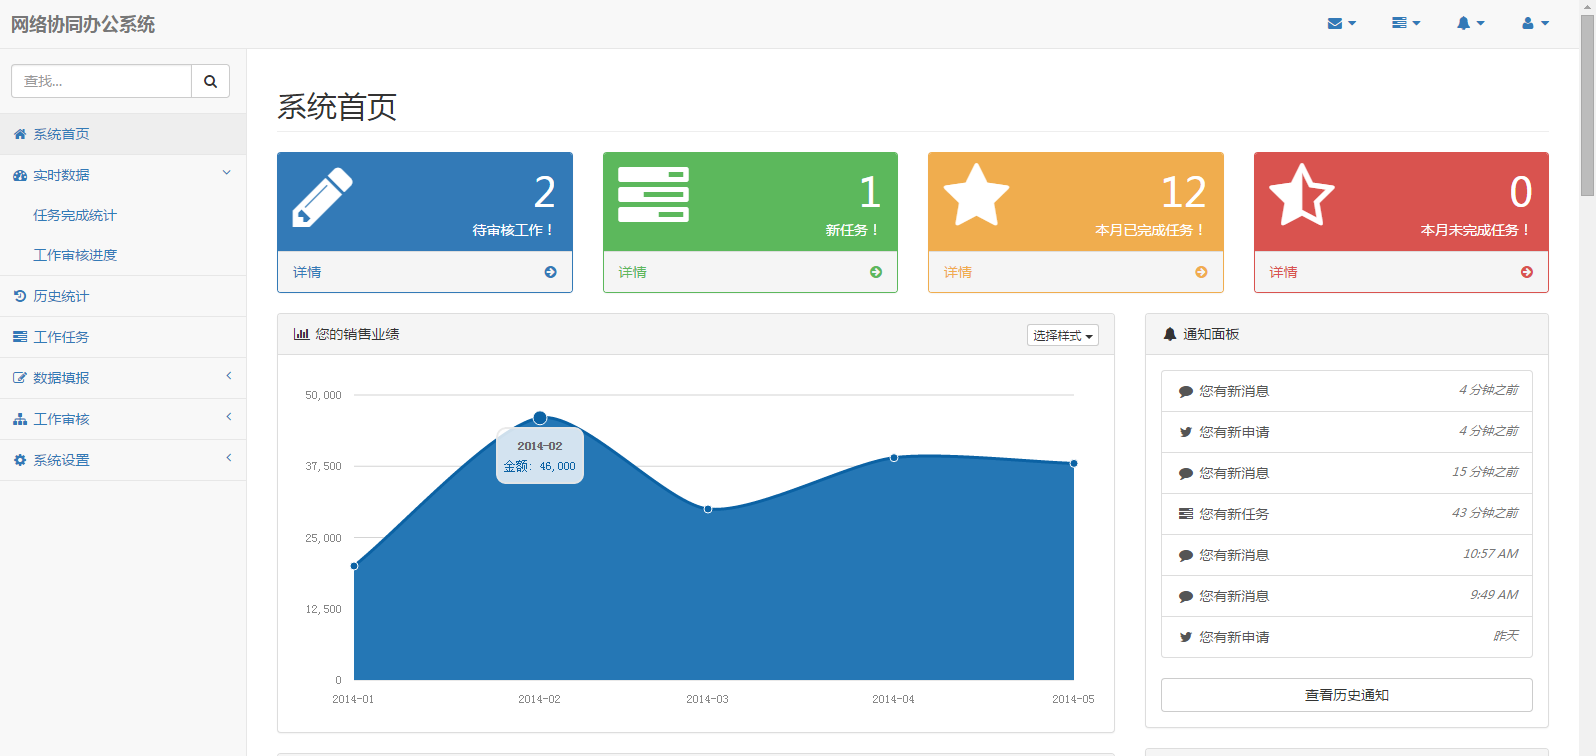 网络协同办公系统
查找...
系统首页
实时数据
任务完成统计
工作审核进度
历史统计
工作任务
数据填报
工作审核
系统设置
系统首页
2
待审核工作！
详情
1
新任务！
详情
12
本月已完成任务！
详情
0
本月未完成任务！
详情
您的销售业绩
选择样式
50,000
37,500
25,000
12,500
0
2014-02
金额: 46,000
2014-01
2014-02
2014-03
2014-04
2014-05
通知面板
您有新消息 4 分钟之前
您有新申请 4 分钟之前
您有新消息 15 分钟之前
您有新任务 43 分钟之前
您有新消息 10:57 AM
您有新消息 9:49 AM
您有新申请 昨天
查看历史通知